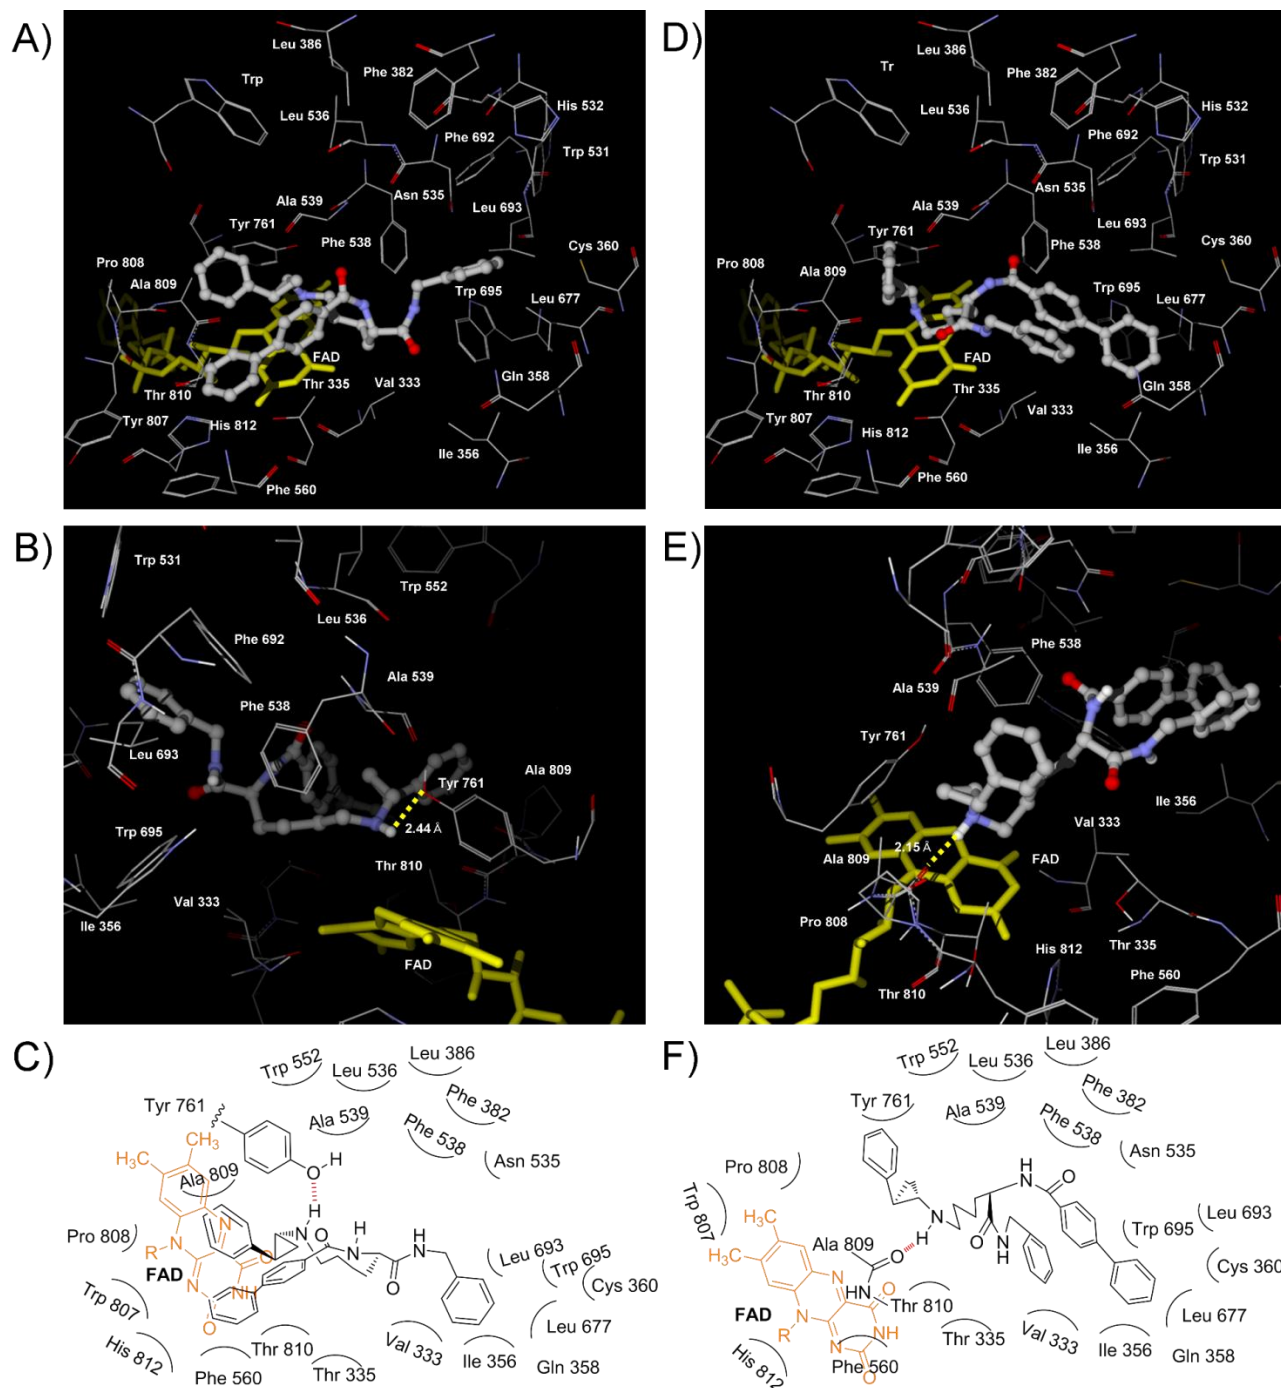 A)
Leu 386
Phe 382
Trp
His 532
Leu 536
Phe 692
Trp 531
Asn 535
Ala 539
Leu 693
Tyr 761
Phe 538
Cys 360
Pro 808
Ala 809
Trp 695
Leu 677
FAD
Thr 810
Thr 335
Val 333
Gln 358
Tyr 807
His 812
Ile 356
Phe 560
D)
Leu 386
Phe 382
Tr
His 532
Leu 536
Phe 692
Trp 531
Asn 535
Ala 539
Leu 693
Tyr 761
Phe 538
Cys 360
Pro 808
Ala 809
Trp 695
Leu 677
FAD
Thr 810
Thr 335
Gln 358
Val 333
Tyr 807
His 812
Ile 356
Phe 560
B)
Trp 531
Trp 552
Leu 536
Phe 692
Ala 539
Phe 538
Leu 693
Tyr 761
Ala 809
2.44 Å
Trp 695
Thr 810
Val 333
Ile 356
FAD
E)
Phe 538
Ala 539
Tyr 761
Ile 356
Val 333
2.15 Å
Ala 809
FAD
Pro 808
His 812
Thr 335
Phe 560
Thr 810
C)
Leu 386
Trp 552
Leu 536
Phe 382
Tyr 761
Ala 539
Phe 538
Asn 535
H3C
CH3
O
H
Ala 809
H
N
N
H
N
H
N
O
Pro 808
R
N
O
O
FAD
N
NH
O
Leu 693
Trp 695
Cys 360
Trp 807
Leu 677
His 812
Thr 810
Val 333
Ile 356
Gln 358
Phe 560
Thr 335
F)
Leu 386
Trp 552
Leu 536
Phe 382
Tyr 761
Ala 539
Phe 538
Asn 535
Pro 808
H
N
O
Trp 807
N
H
O
NH
Leu 693
Trp 695
H3C
H3C
Ala 809
O
Cys 360
N
HN
Thr 810
O
Leu 677
FAD
N
R
N
NH
O
Thr 335
Val 333
Ile 356
Gln 358
His 812
Phe 560